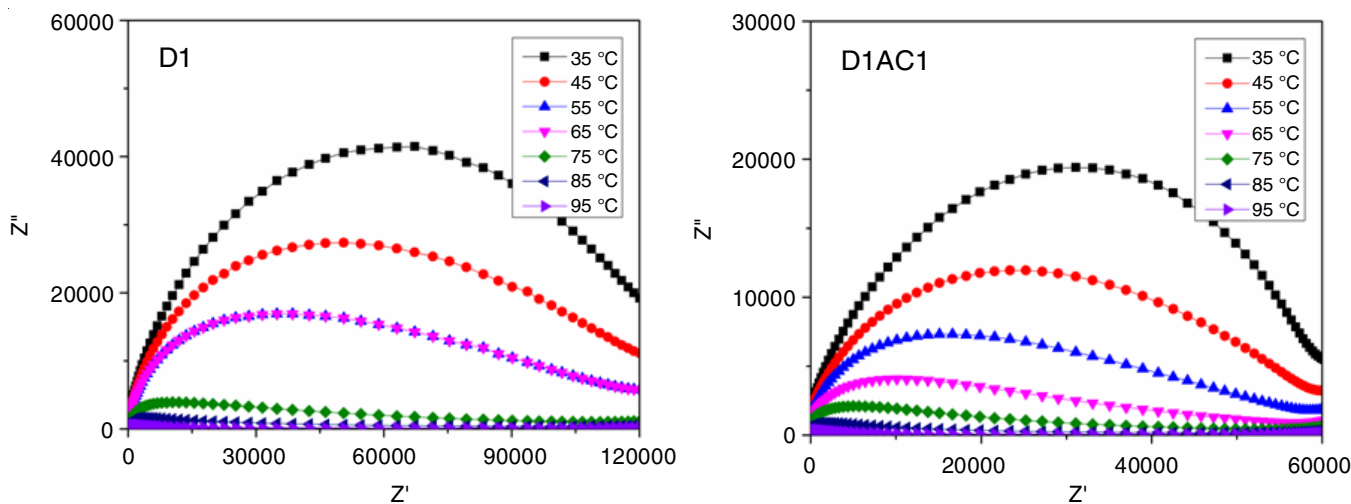 D1
35 °C
45 °C
55 °C
65 °C
75 °C
85 °C
95 °C
60000
40000
20000
0
Z"
0
30000
60000
90000
120000
Z'
D1AC1
35 °C
45 °C
55 °C
65 °C
75 °C
85 °C
95 °C
30000
20000
10000
0
Z"
0
20000
40000
60000
Z'